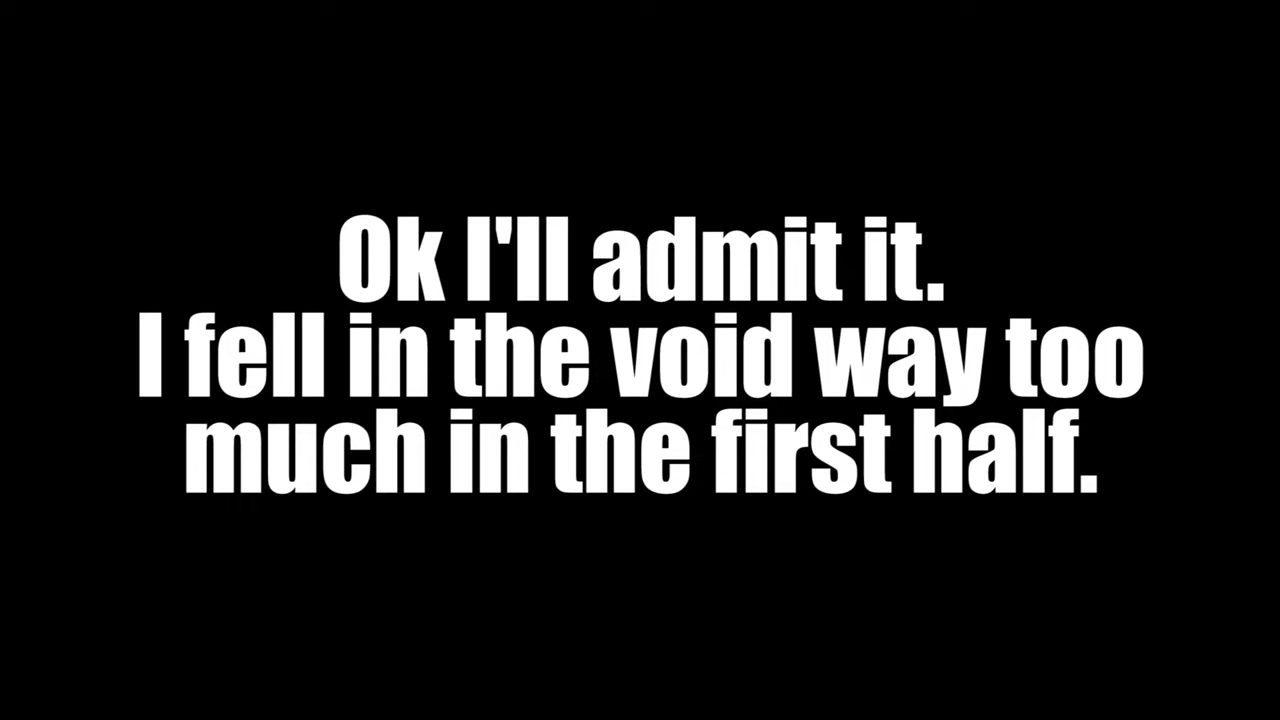 Ok I'll admit it.
I fell in the void way too
much in the first half.